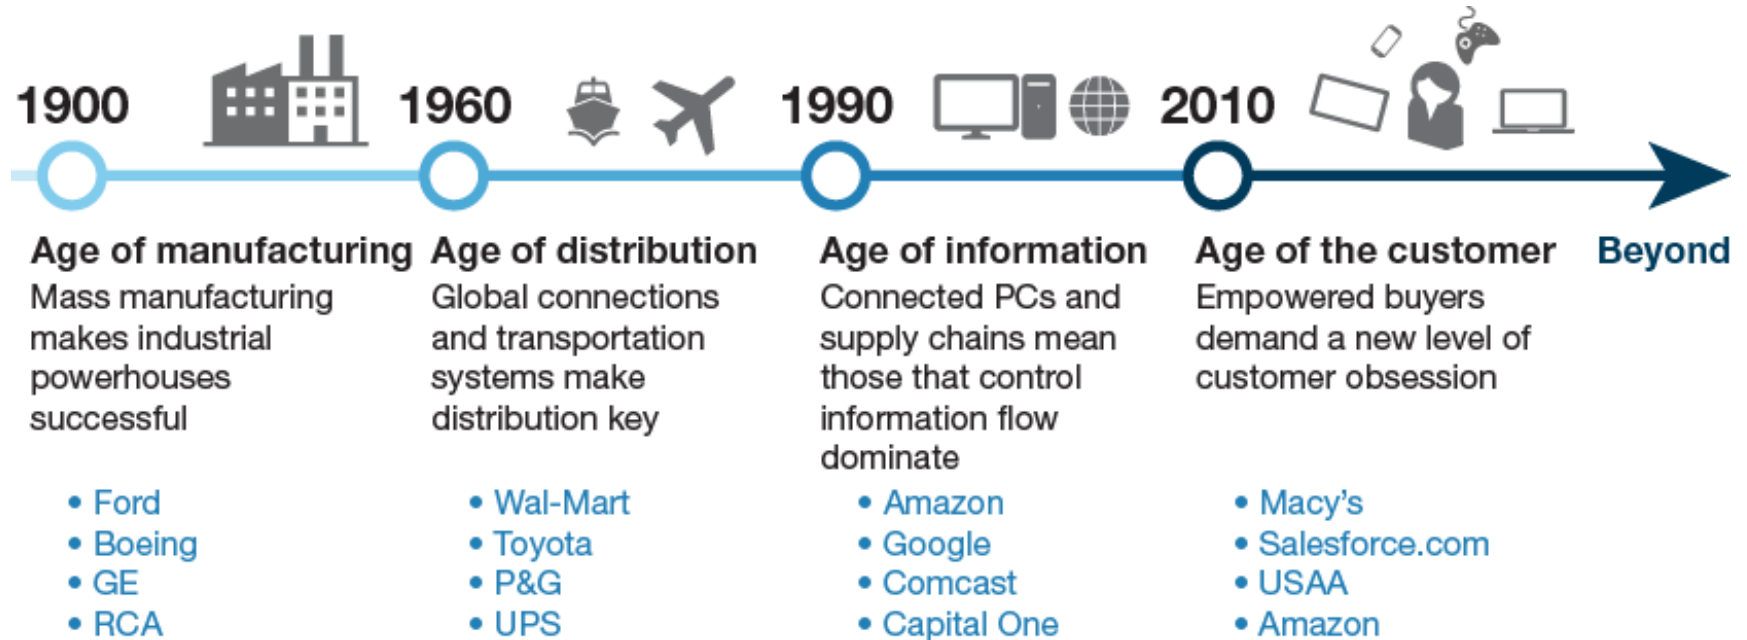 1900
1960
1990
2010
Age of manufacturing
Mass manufacturing
makes industrial
powerhouses
successful
• Ford
• Boeing
• GE
• RCA
Age of distribution
Global connections
and transportation
systems make
distribution key
• Wal-Mart
• Toyota
• P&G
• UPS
Age of information
Connected PCs and
supply chains mean
those that control
information flow
dominate
• Amazon
• Google
• Comcast
• Capital One
Age of the customer
Empowered buyers
demand a new level of
customer obsession
• Macy’s
• Salesforce.com
• USAA
• Amazon
Beyond